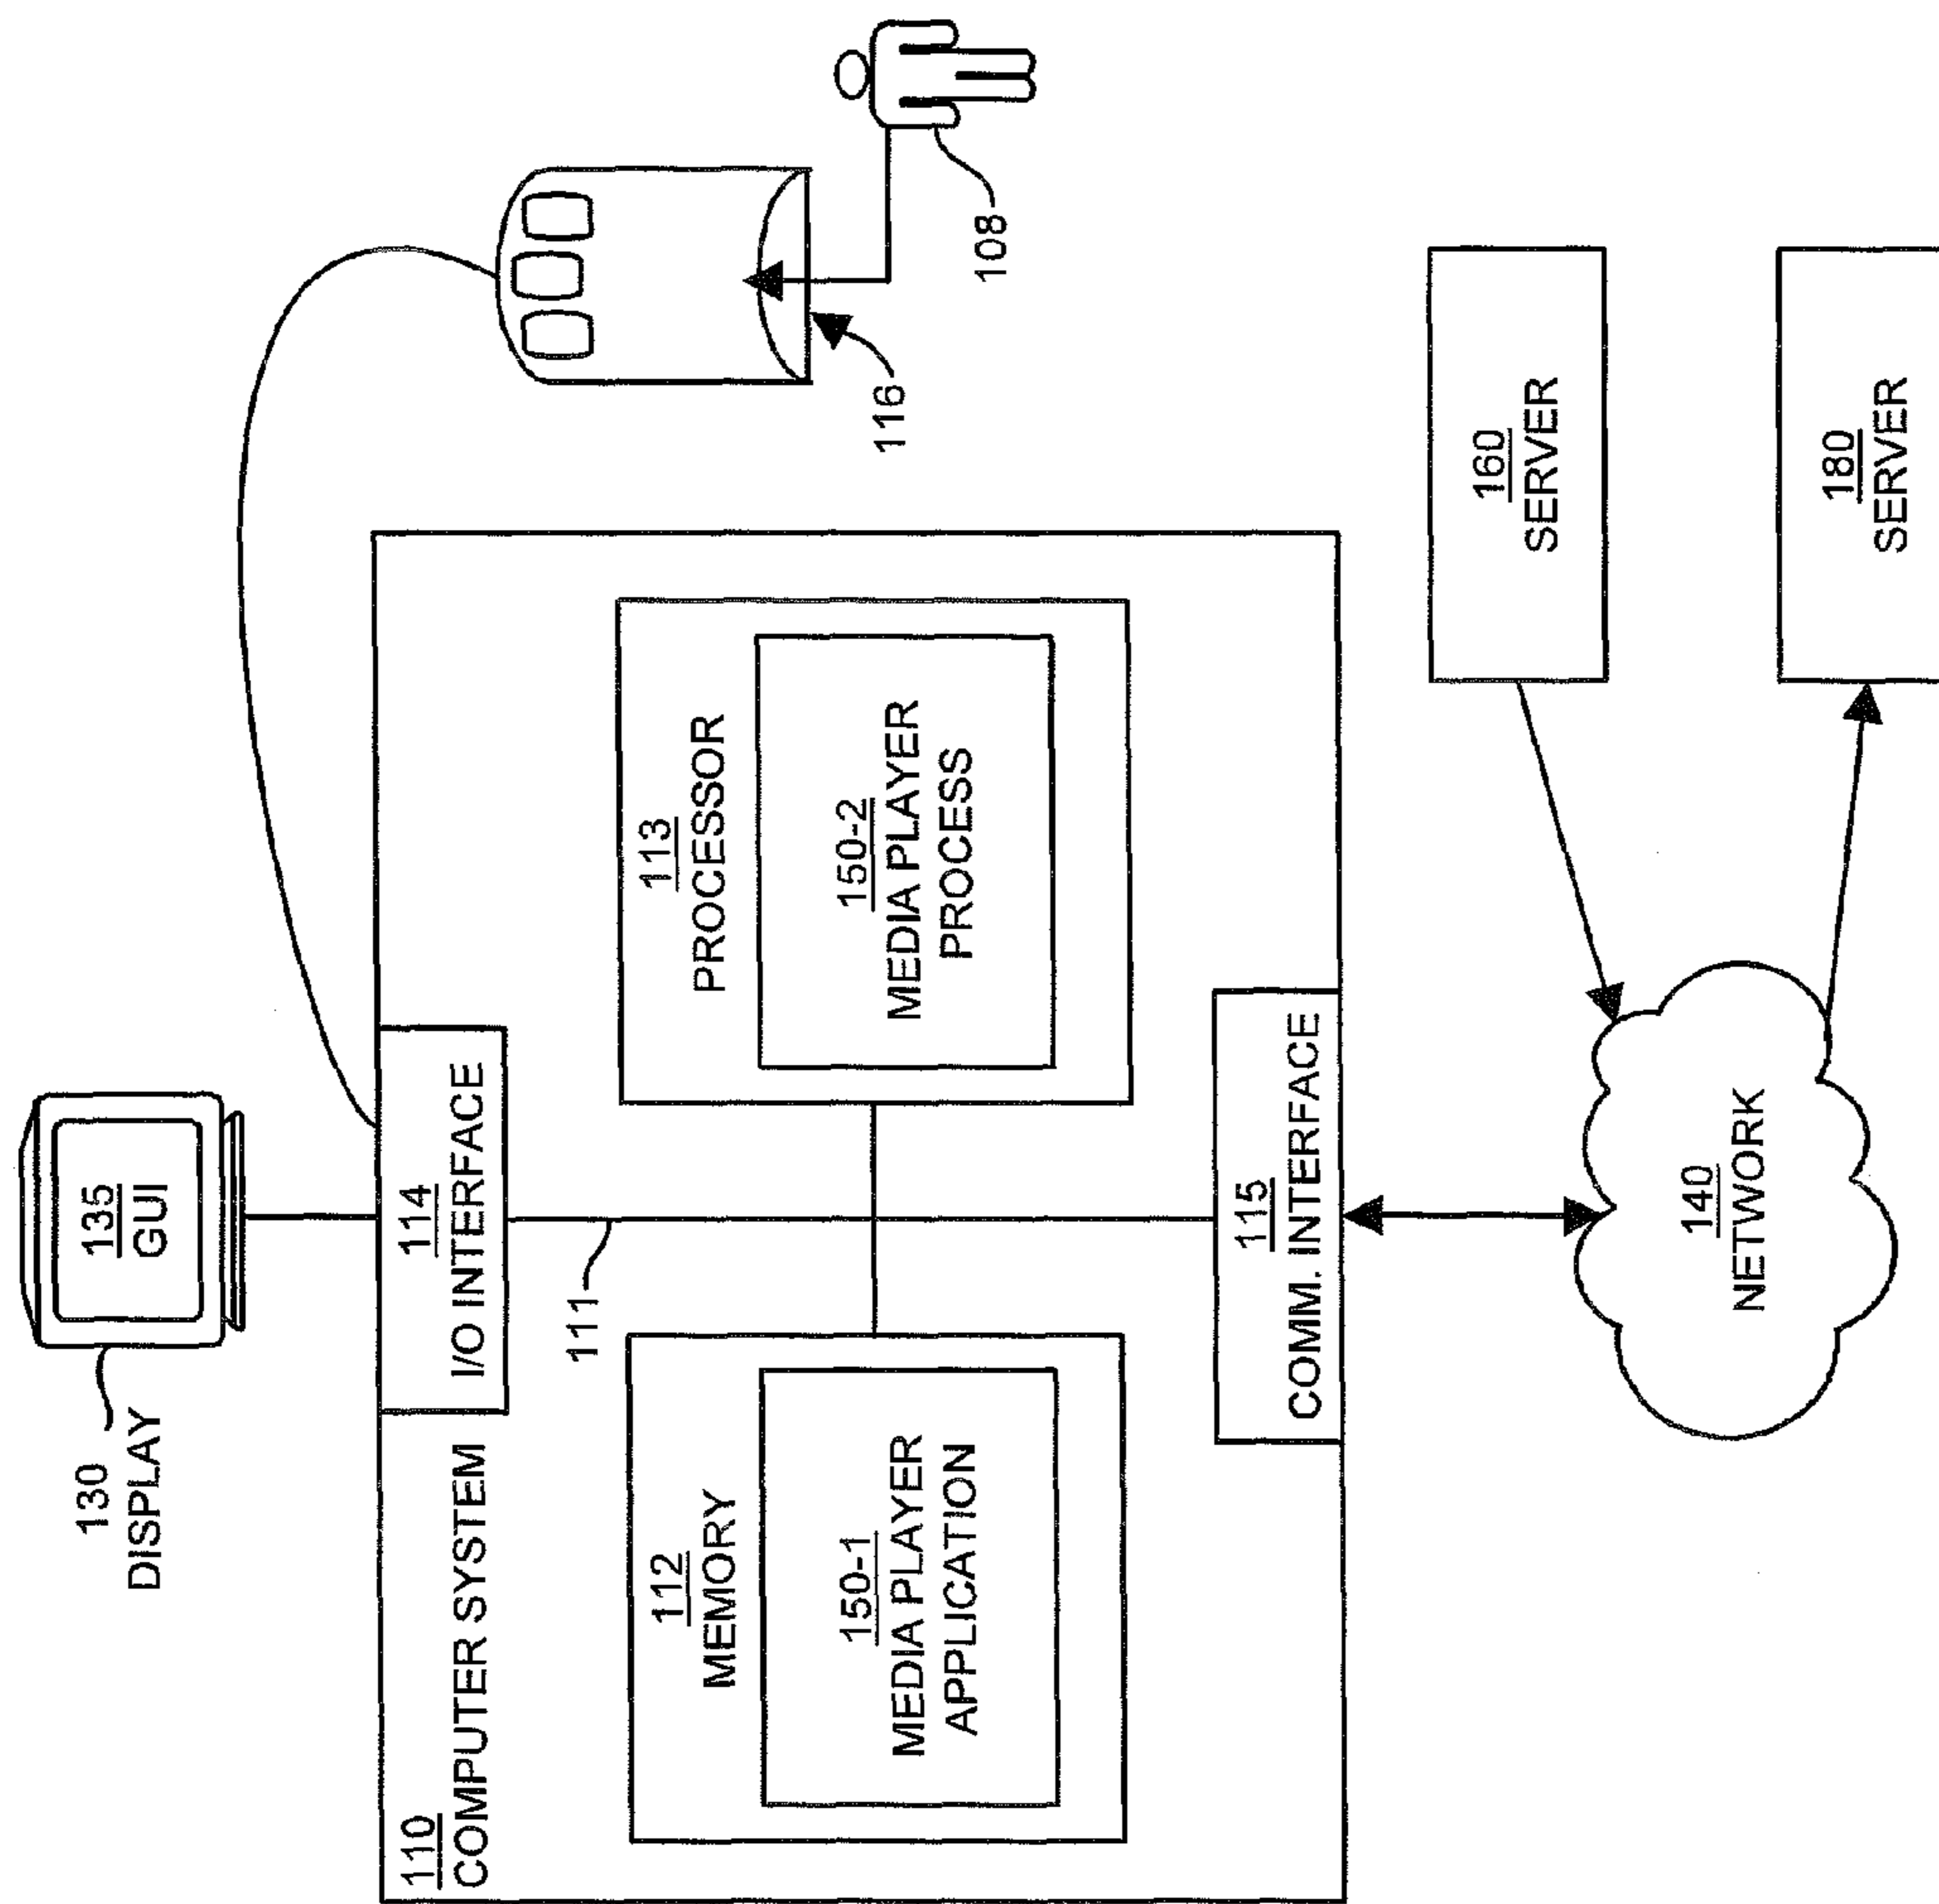 130
DISPLAY
135
GUI
110
COMPUTER SYSTEM
114
I/O INTERFACE
111
112
MEMORY
150-1
MEDIA PLAYER
APPLICATION
113
PROCESSOR
150-2
MEDIA PLAYER
PROCESS
115
COMM. INTERFACE
116
108
140
NETWORK
160
SERVER
180
SERVER